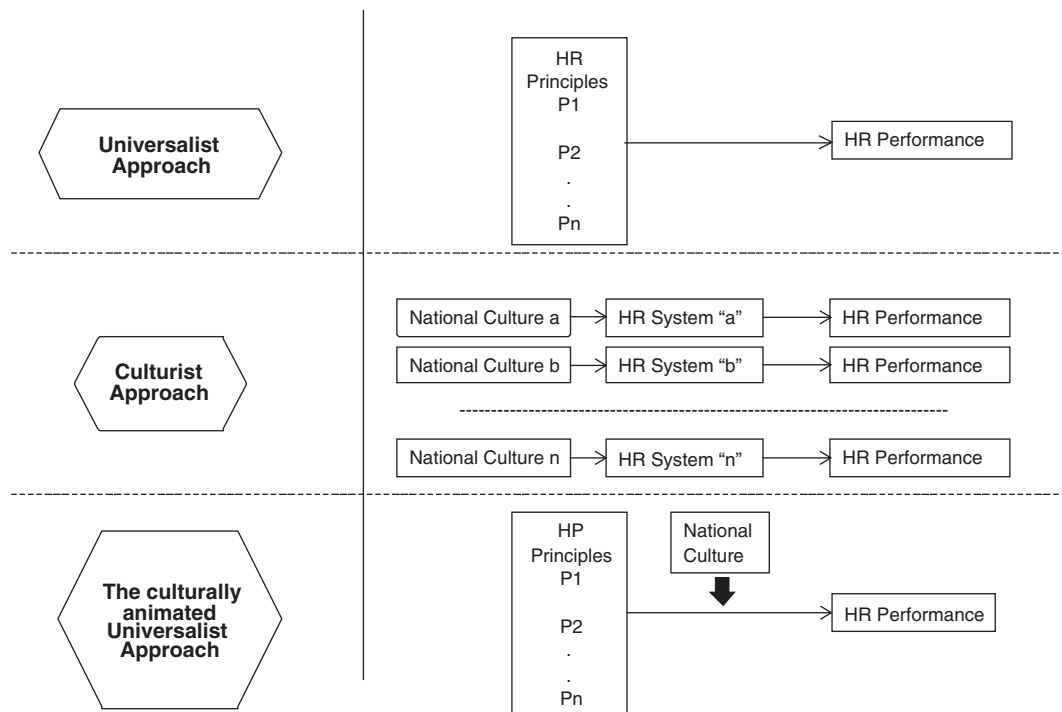 Universalist
Approach
HR
Principles
P1
P2
.
.
Pn
HR Performance
Culturist
Approach
National Culture a
HR System “a”
HR Performance
National Culture b
HR System “b”
HR Performance
National Culture n
HR System “n”
HR Performance
The culturally
animated
Universalist
Approach
HP
Principles
P1
P2
.
.
Pn
National
Culture
HR Performance